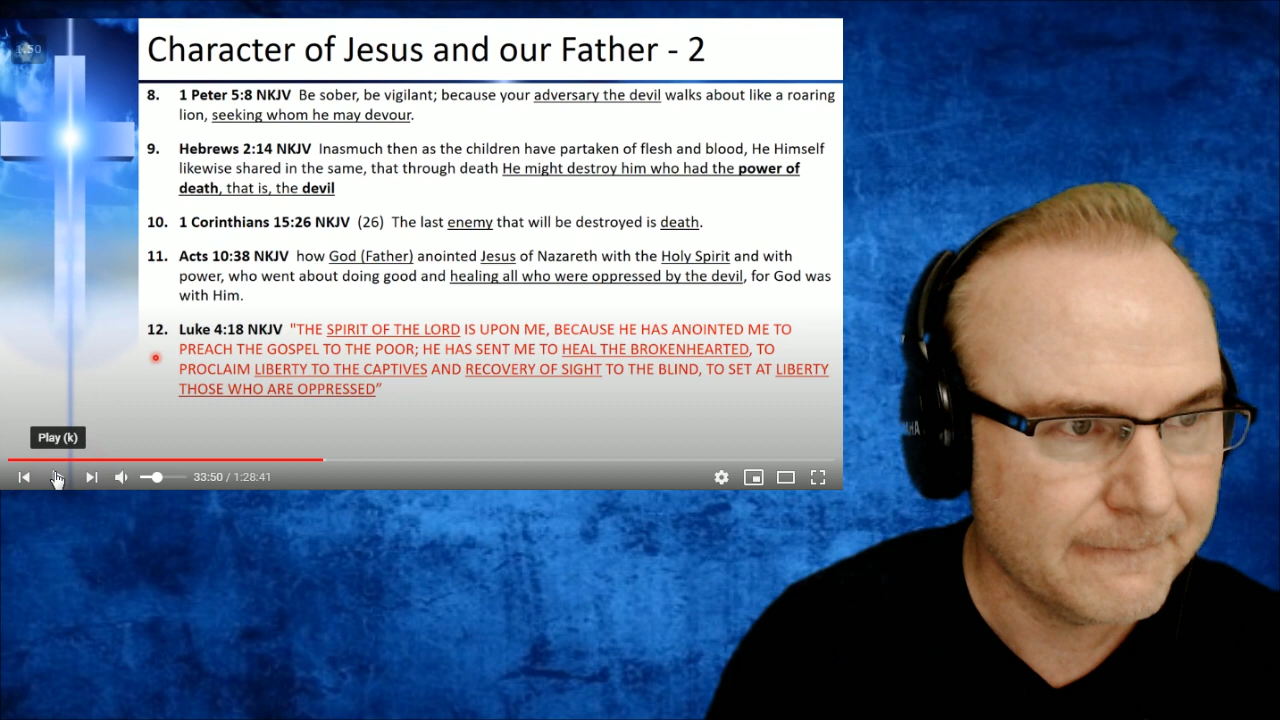 1.50
Character of Jesus and our Father - 2
8. 1 Peter 5:8 NKJV Be sober, be vigilant; because your adversary the devil walks about like a roaring
lion, seeking whom he may devour.
9. Hebrews 2:14 NKJV Inasmuch then as the children have partaken of flesh and blood, He Himself
likewise shared in the same, that through death He might destroy him who had the power of
death, that is, the devil
10. 1 Corinthians 15:26 NKJV (26) The last enemy that will be destroyed is death.
11. Acts 10:38 NKJV how God (Father) anointed Jesus of Nazareth with the Holy Spirit and with
power, who went about doing good and healing all who were oppressed by the devil, for God was
with Him.
12. Luke 4:18 NKJV "THE SPIRIT OF THE LORD IS UPON ME, BECAUSE HE HAS ANOINTED ME TO
PREACH THE GOSPEL TO THE POOR; HE HAS SENT ME TO HEAL THE BROKENHEARTED, TO
PROCLAIM LIBERTY TO THE CAPTIVES AND RECOVERY OF SIGHT TO THE BLIND, TO SET AT LIBERTY
THOSE WHO ARE OPPRESSED”
Play (k)
33:50 / 1:28:41